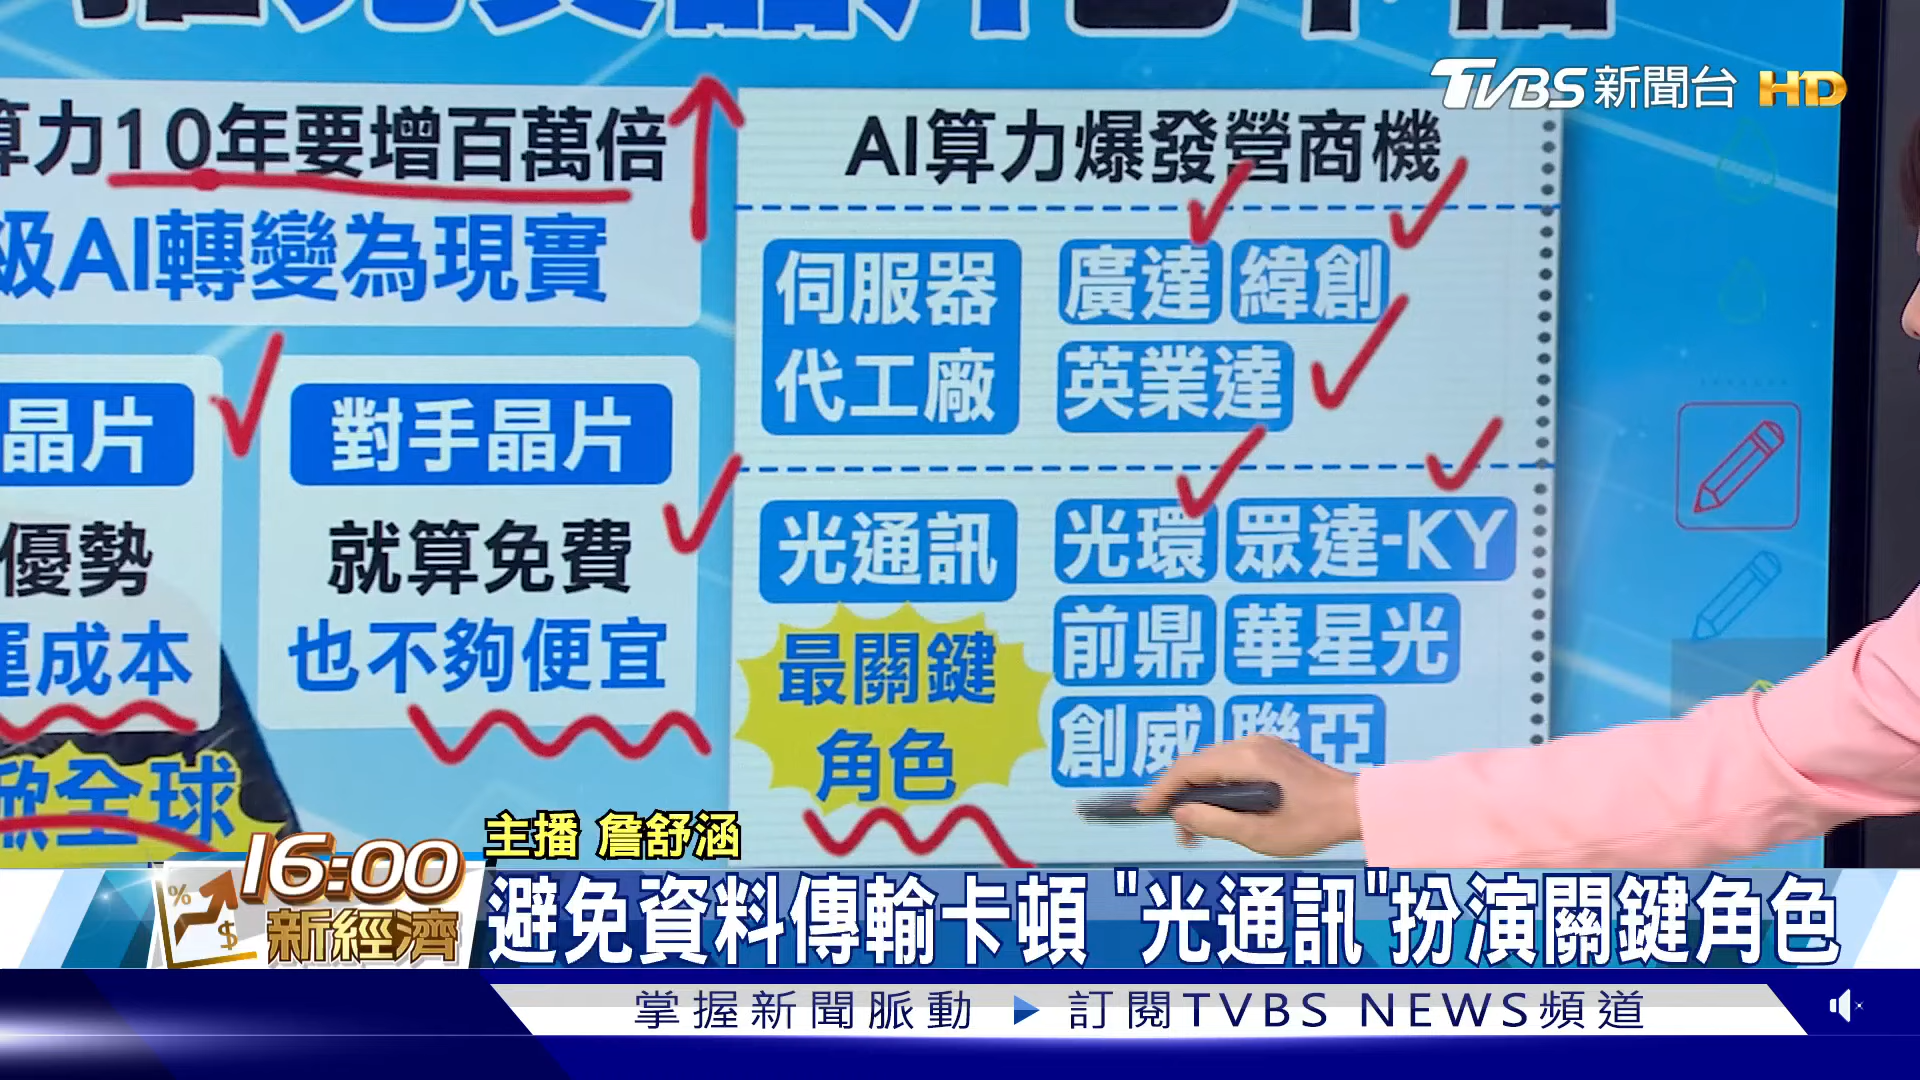 TVBS新聞台 HD
算力10年要增百萬倍
級AI轉變為現實
晶片
優勢
成本
對手晶片
就算免費
也不夠便宜
全球
AI算力爆發營商機
伺服器
代工廠
廣達 緯創
英業達
光通訊
最關鍵
角色
光環 眾達-KY
前鼎 華星光
創威 聯亞
主播 詹舒涵
16:00
新經濟
% $
避免資料傳輸卡頓 "光通訊"扮演關鍵角色
掌握新聞脈動 訂閱TVBS NEWS頻道